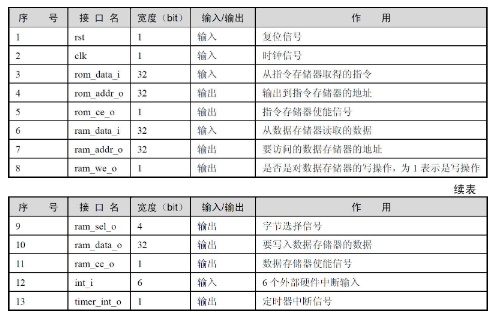 序 号 接 口 名 宽度（bit） 输入/输出 作 用
1 rst 1 输入 复位信号
2 clk 1 输入 时钟信号
3 rom_data_i 32 输入 从指令存储器取得的指令
4 rom_addr_o 32 输出 输出到指令存储器的地址
5 rom_ce_o 1 输出 指令存储器使能信号
6 ram_data_i 32 输入 从数据存储器读取的数据
7 ram_addr_o 32 输出 要访问的数据存储器的地址
8 ram_we_o 1 输出 是否是对数据存储器的写操作，为1表示是写操作
续表
序 号 接 口 名 宽度（bit） 输入/输出 作 用
9 ram_sel_o 4 输出 字节选择信号
10 ram_data_o 32 输出 要写入数据存储器的数据
11 ram_ce_o 1 输出 数据存储器使能信号
12 int_i 6 输入 6个外部硬件中断输入
13 timer_int_o 1 输出 定时器中断信号